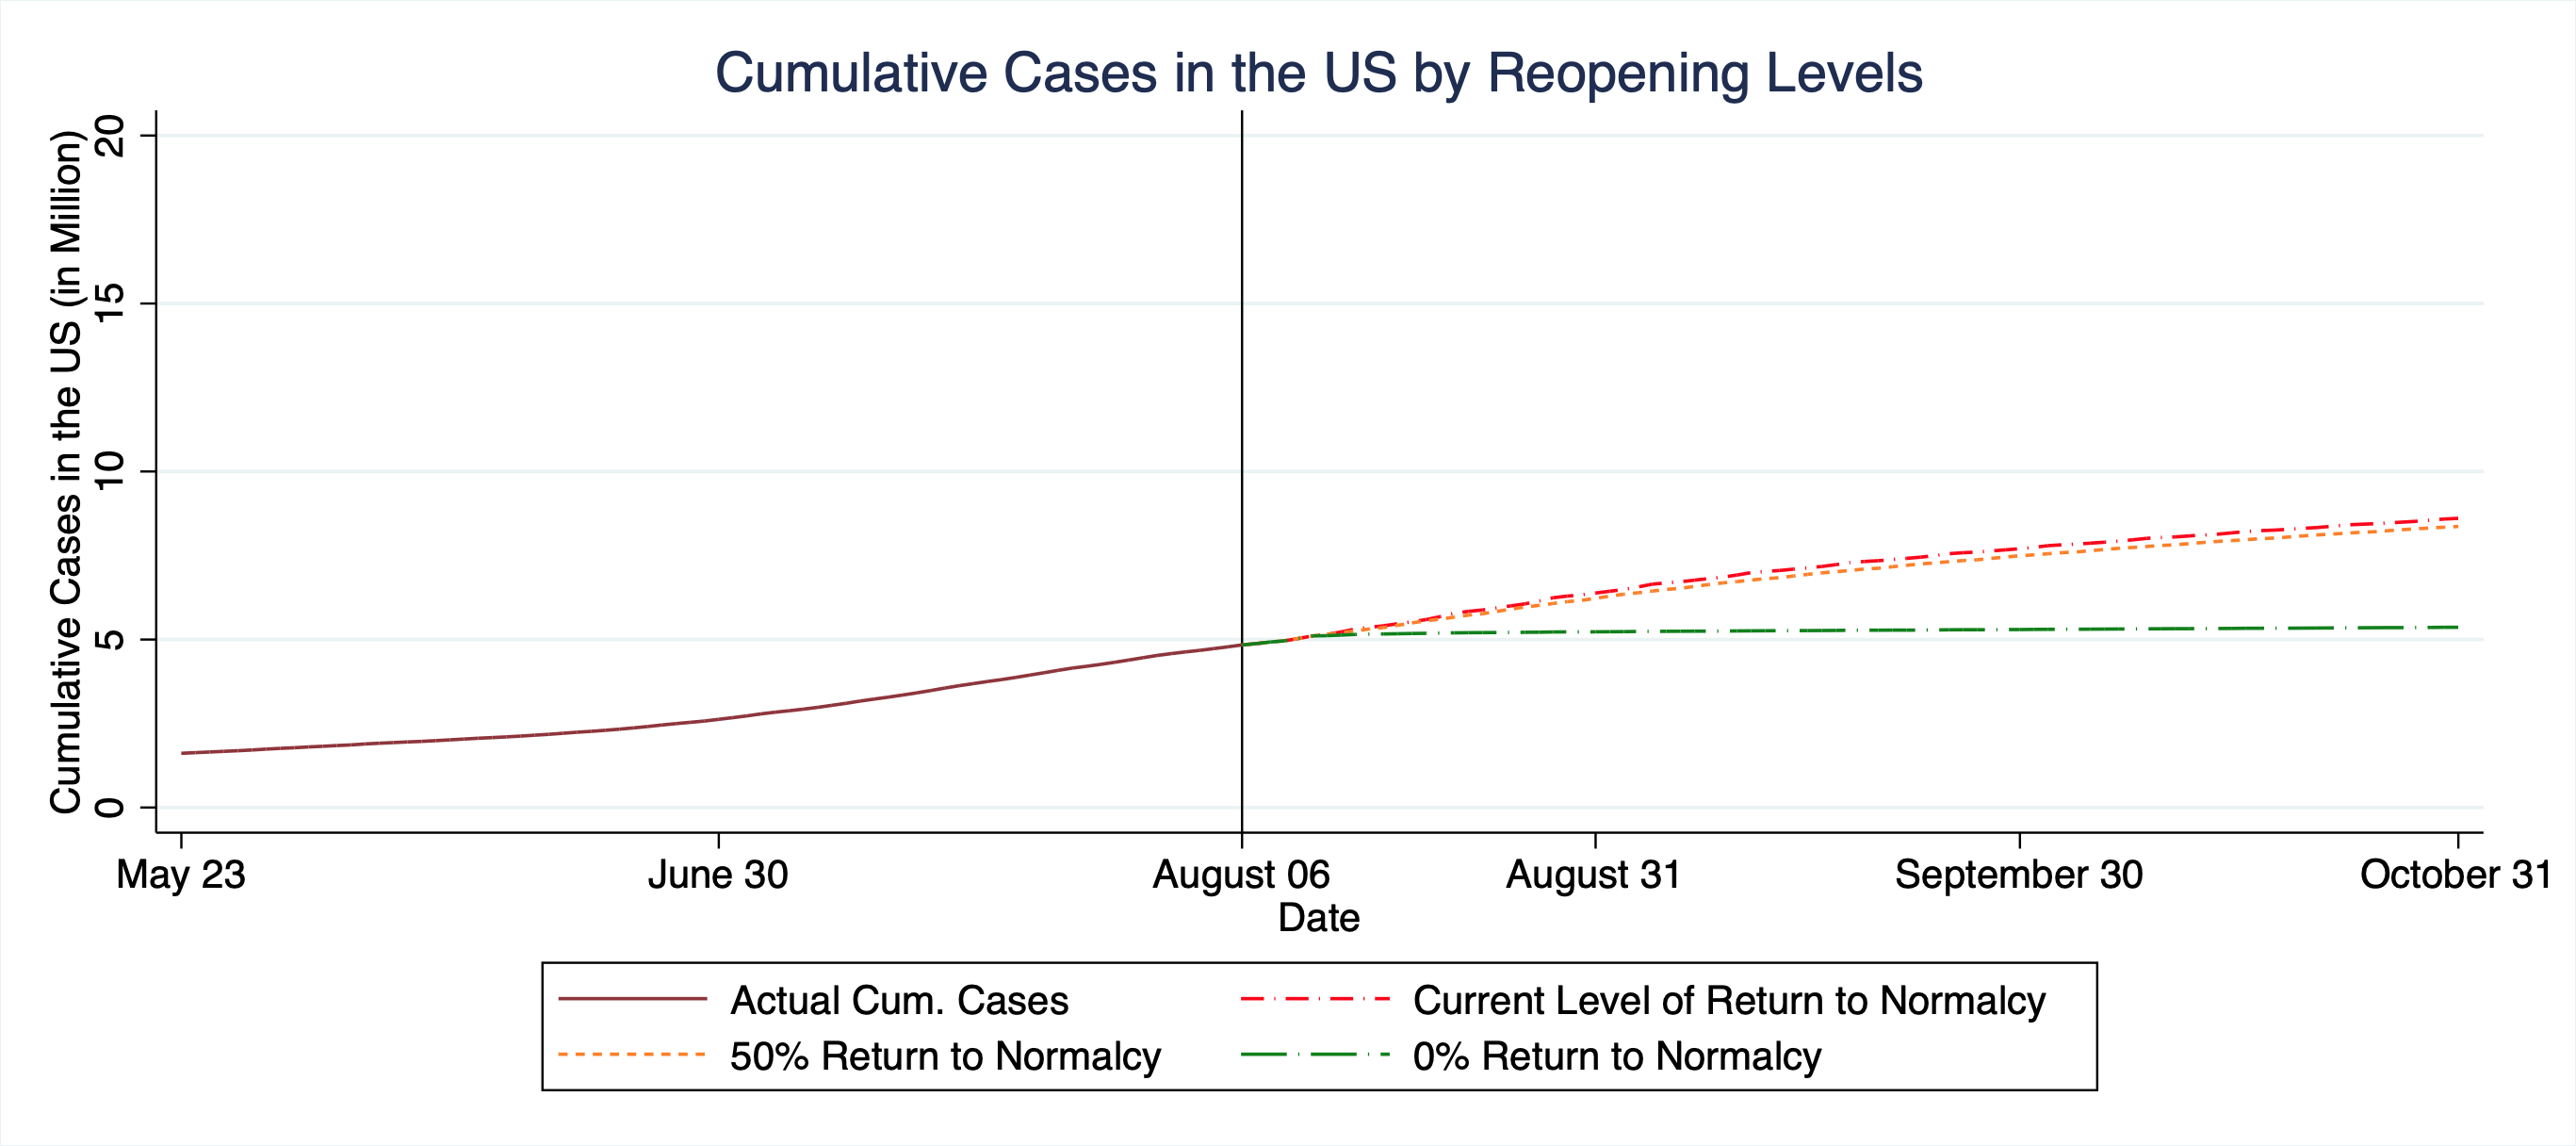 Cumulative Cases in the US by Reopening Levels
Cumulative Cases in the US (in Million)
20
15
10
5
0
May 23 June 30 August 06 August 31 September 30 October 31
Date
Actual Cum. Cases Current Level of Return to Normalcy
50% Return to Normalcy 0% Return to Normalcy